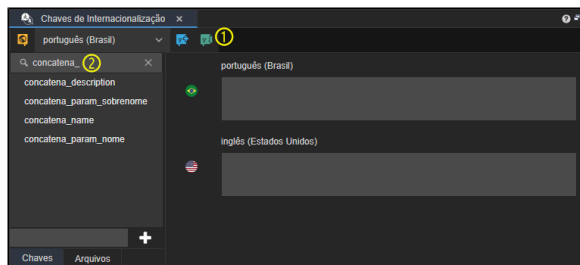 Chaves de Internacionalização ×
português (Brasil)
1
concatena_ 2
concatena_description
concatena_param_sobrenome
concatena_name
concatena_param_nome
Chaves Arquivos
português (Brasil)
inglês (Estados Unidos)